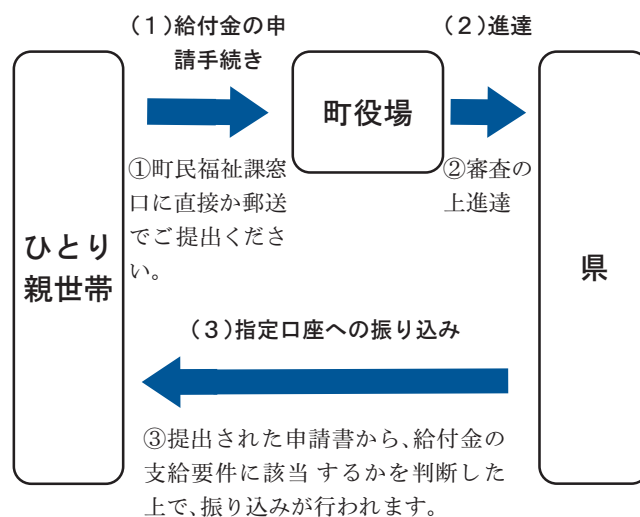 （１）給付金の申
請手続き
（２）進達
町役場
①町民福祉課窓
口に直接か郵送
でご提出くださ
い。
②審査の
上進達
ひとり
親世帯
県
（３）指定口座への振り込み
③提出された申請書から、給付金の
支給要件に該当 するかを判断した
上で、振り込みが行われます。